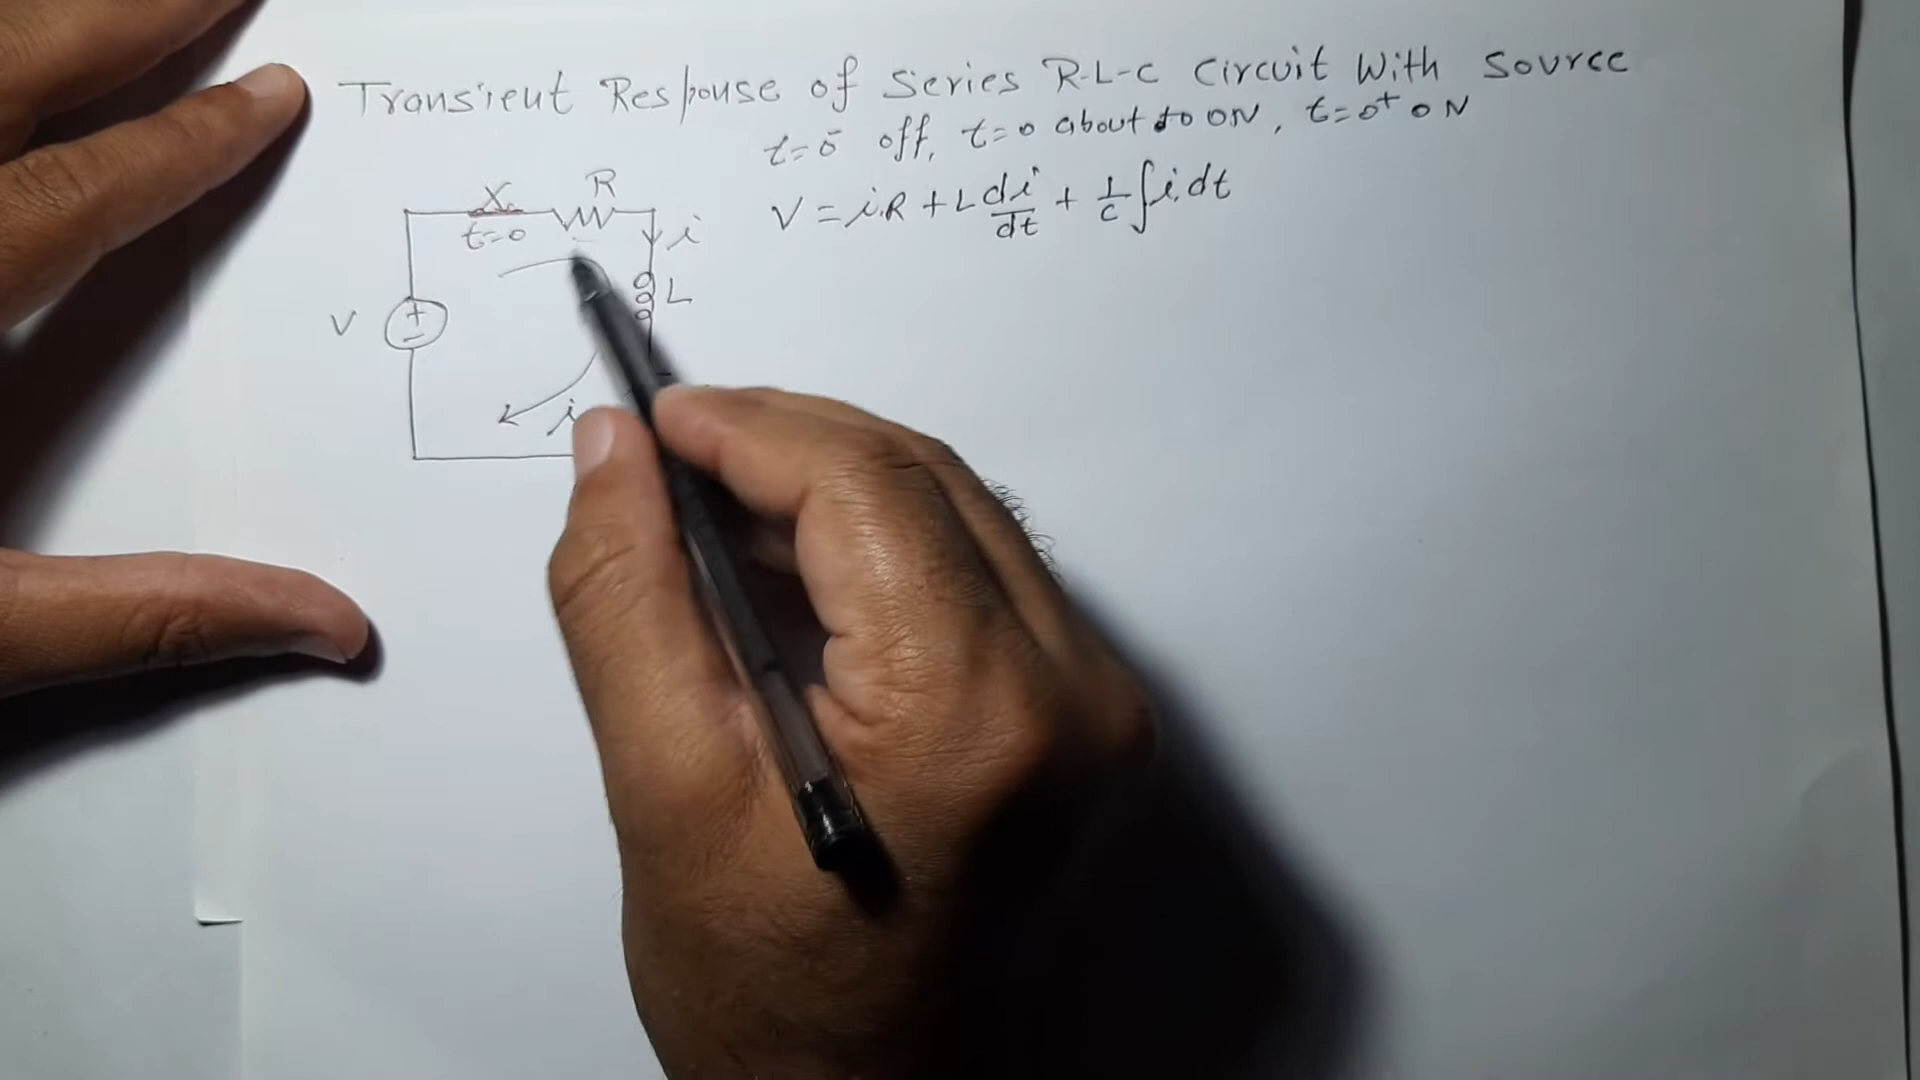 Transient Response of Series R-L-C Circuit With Source
t=0⁻ off, t=0 about to ON, t=0⁺ ON
V = i.R + L di/dt + 1/C ∫i.dt
X
R
t=0
i
L
V
+
-
i